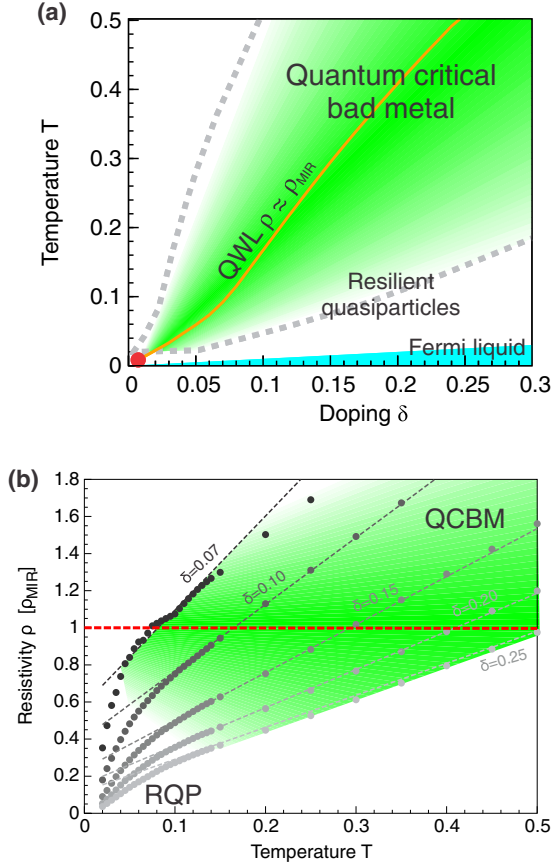 (a)
Temperature T
0.5
0.4
0.3
0.2
0.1
0
Quantum critical
bad metal
QWL ρ ≈ ρMIR
Resilient
quasiparticles
Fermi liquid
0 0.05 0.1 0.15 0.2 0.25 0.3
Doping δ
(b)
Resistivity ρ [ρMIR]
1.8
1.6
1.4
1.2
1
0.8
0.6
0.4
0.2
0
QCBM
δ=0.07
δ=0.10
δ=0.15
δ=0.20
δ=0.25
RQP
0 0.1 0.2 0.3 0.4 0.5
Temperature T